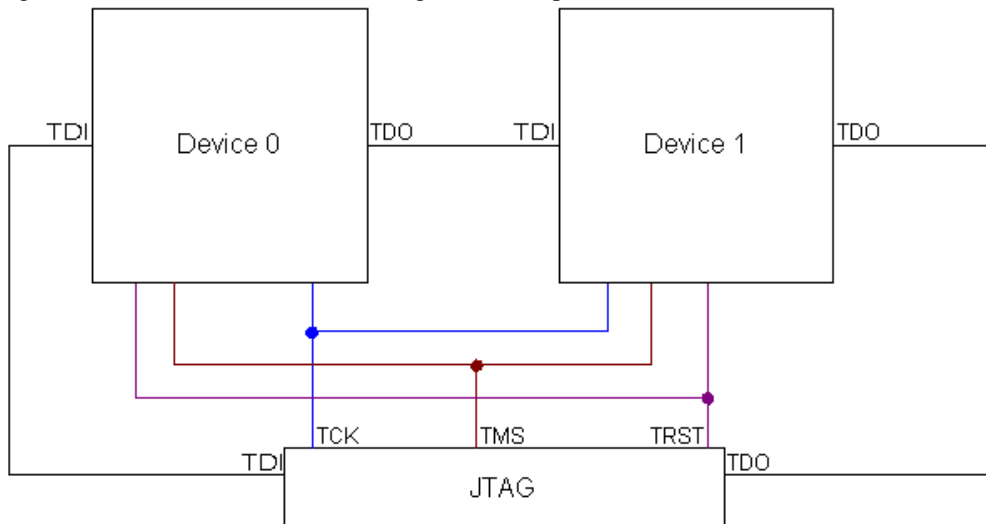 TDI
Device 0
TDO
TDI
Device 1
TDO
TCK
TMS
TRST
TDI
JTAG
TDO